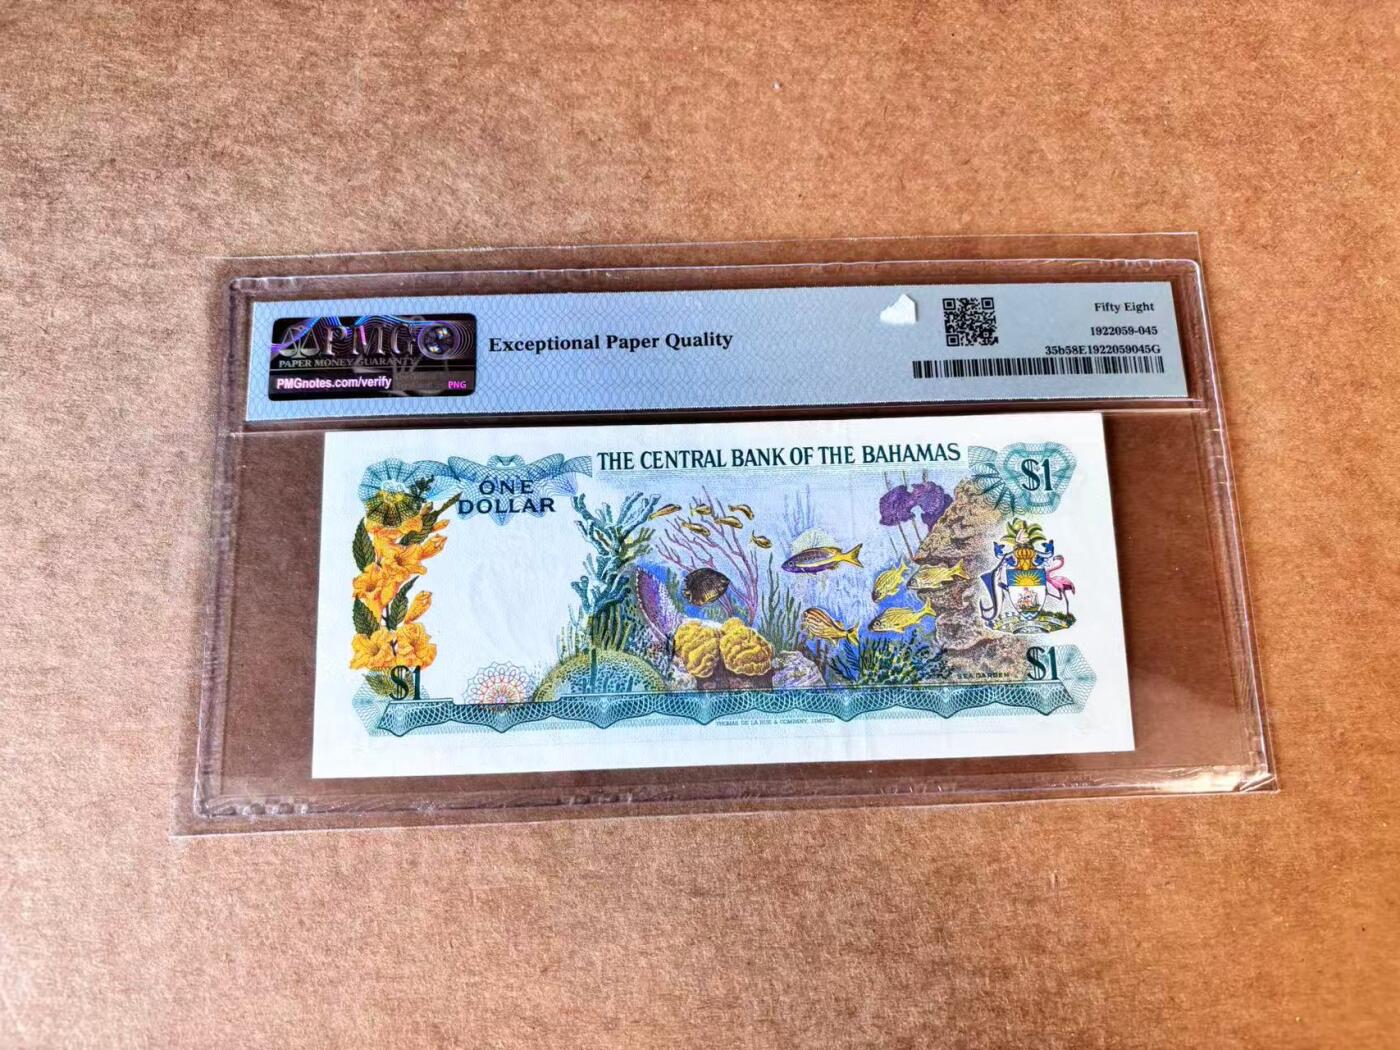 PMG
PAPER MONEY GUARANTY
PMGnotes.com/verify
PNG
Exceptional Paper Quality
Fifty Eight
1922059-045
35b58E1922059045G
THE CENTRAL BANK OF THE BAHAMAS
$1
ONE
DOLLAR
$1
$1
SEA GARDEN
THOMAS DE LA RUE & COMPANY, LIMITED